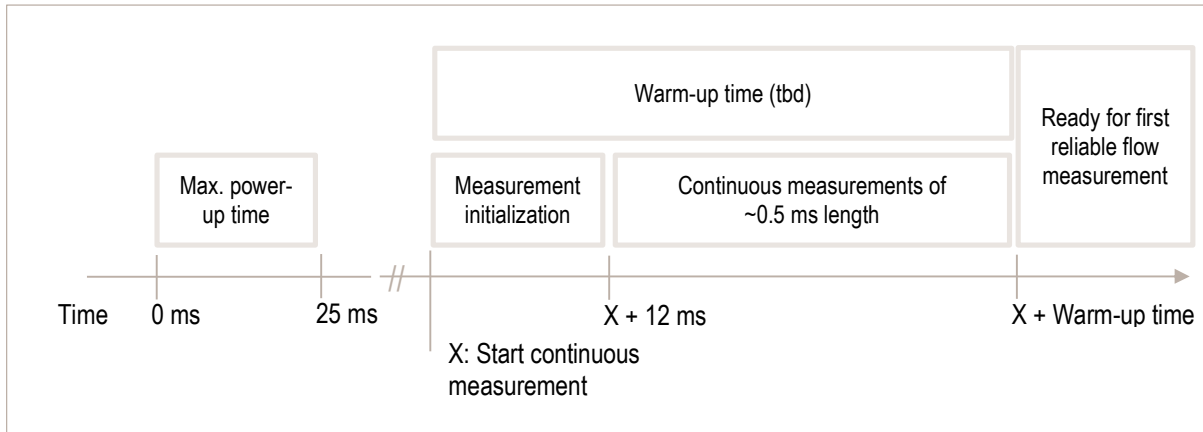 Warm-up time (tbd)
Ready for first
reliable flow
measurement
Max. power-
up time
Measurement
initialization
Continuous measurements of
~0.5 ms length
Time
0 ms
25 ms
X + 12 ms
X + Warm-up time
X: Start continuous
measurement